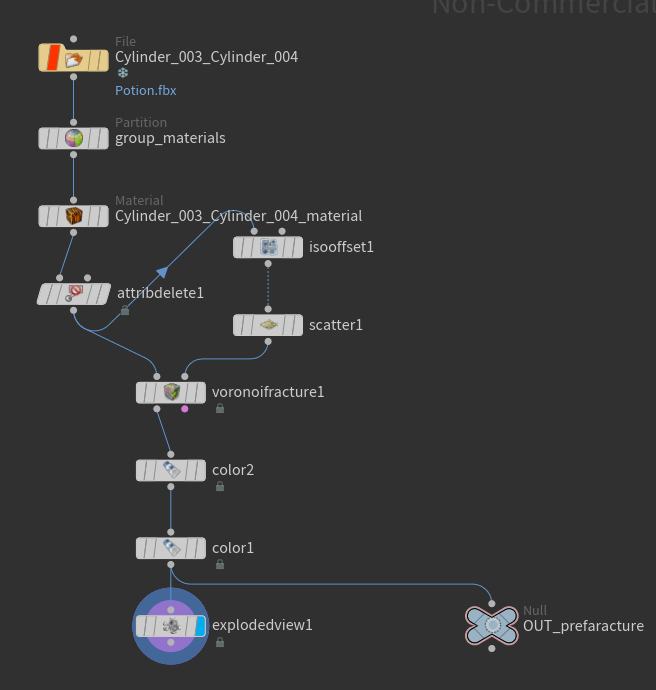 Non-Commercial
File
Cylinder_003_Cylinder_004
Potion.fbx
Partition
group_materials
Material
Cylinder_003_Cylinder_004_material
isooffset1
attribdelete1
scatter1
voronoifracture1
color2
color1
Null
explodedview1
OUT_prefaracture